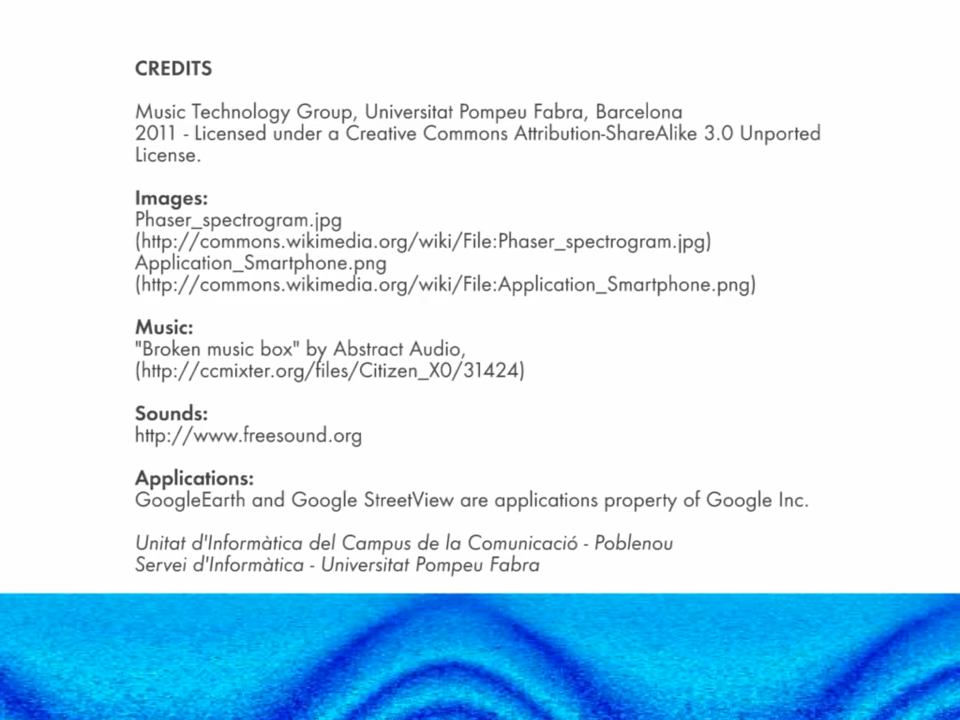 CREDITS
Music Technology Group, Universitat Pompeu Fabra, Barcelona
2011 - Licensed under a Creative Commons Attribution-ShareAlike 3.0 Unported
License.
Images:
Phaser_spectrogram.jpg
(http://commons.wikimedia.org/wiki/File:Phaser_spectrogram.jpg)
Application_Smartphone.png
(http://commons.wikimedia.org/wiki/File:Application_Smartphone.png)
Music:
"Broken music box" by Abstract Audio,
(http://ccmixter.org/files/Citizen_X0/31424)
Sounds:
http://www.freesound.org
Applications:
GoogleEarth and Google StreetView are applications property of Google Inc.
Unitat d'Informàtica del Campus de la Comunicació - Poblenou
Servei d'Informàtica - Universitat Pompeu Fabra